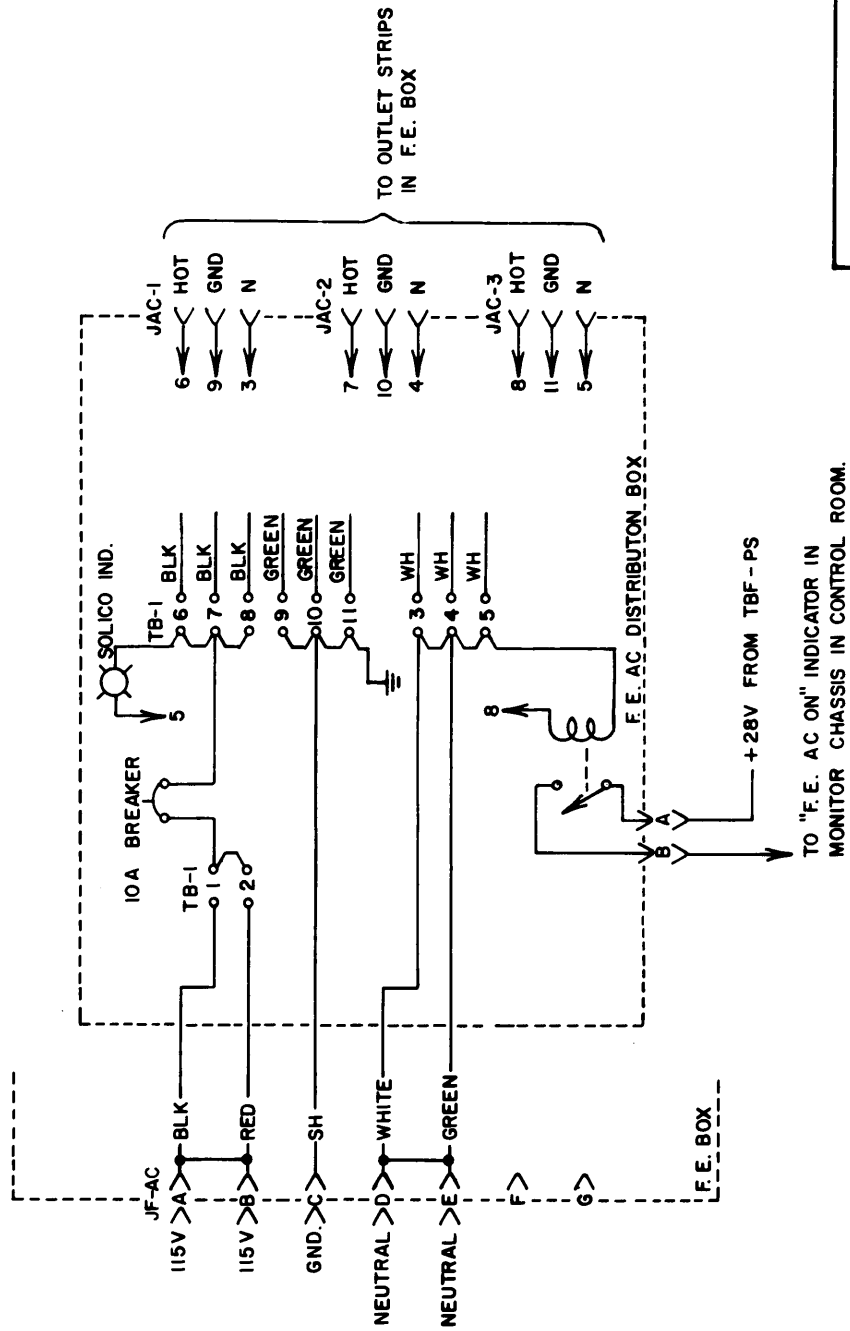 JF-AC
115V A BLK
115V B RED
GND. C SH
NEUTRAL D WHITE
NEUTRAL E GREEN
F
G
F.E. BOX
10A BREAKER
TB-1
1
2
SOLICO IND.
5
TB-1
6 BLK
7 BLK
8 BLK
9 GREEN
10 GREEN
11 GREEN
3 WH
4 WH
5 WH
8
F.E. AC DISTRIBUTON BOX
A
B
+28V FROM TBF-PS
TO "F.E. AC ON" INDICATOR IN
MONITOR CHASSIS IN CONTROL ROOM.
JAC-1
6 HOT
9 GND
3 N
JAC-2
7 HOT
10 GND
4 N
JAC-3
8 HOT
11 GND
5 N
TO OUTLET STRIPS
IN F.E. BOX